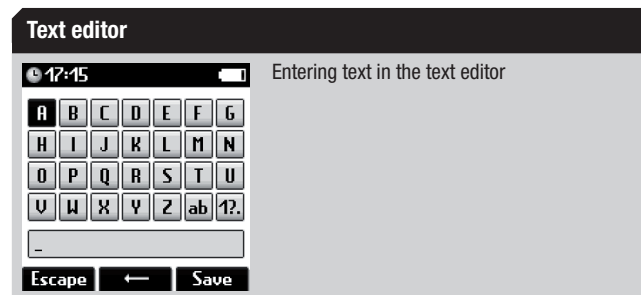 Text editor
17:15
Entering text in the text editor
A B C D E F G
H I J K L M N
O P Q R S T U
V W X Y Z ab 1?.
_
Escape ← Save